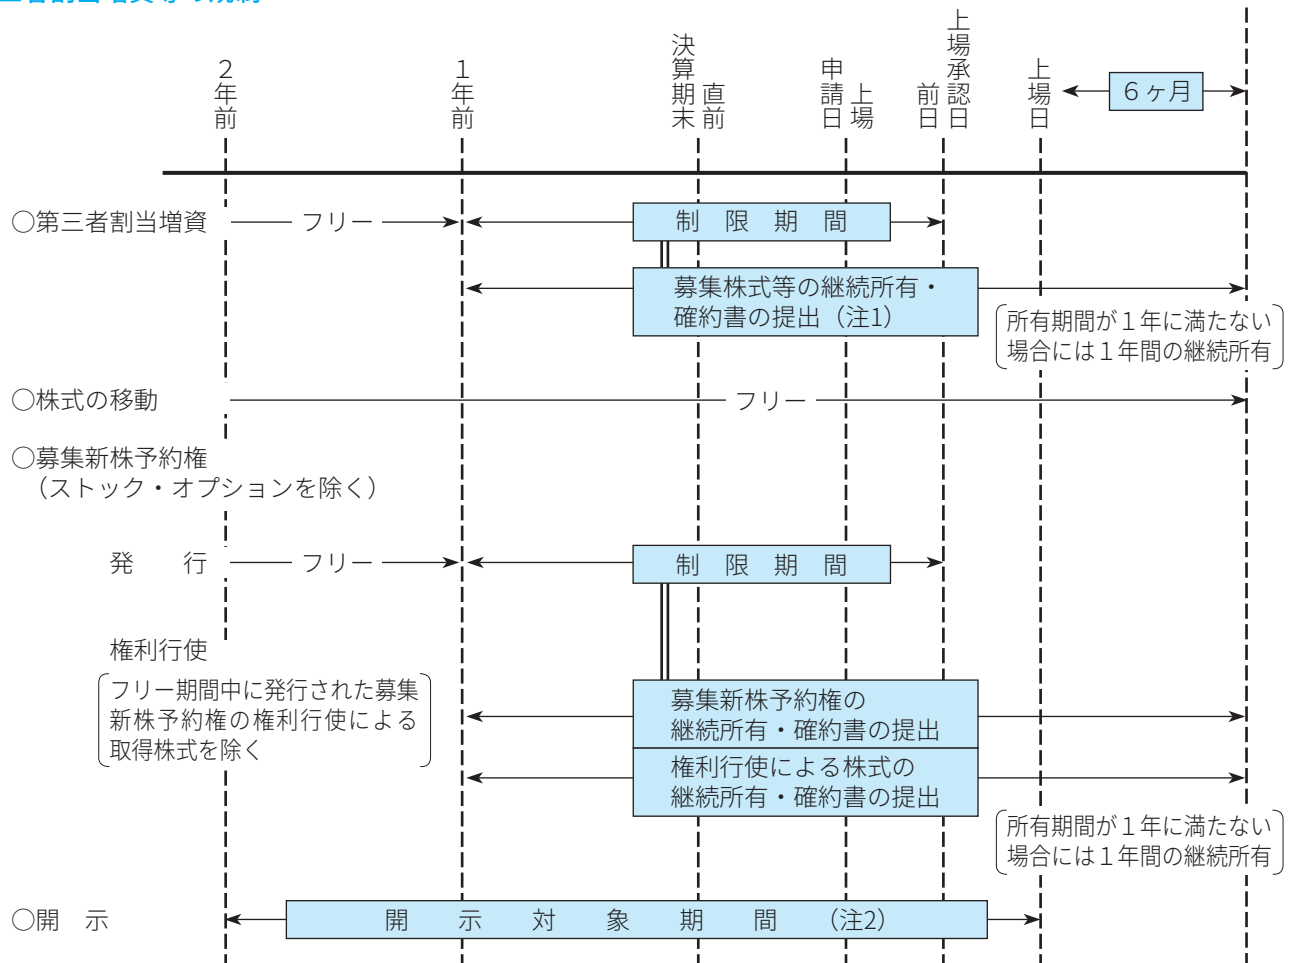 ２年前
１年前
直前
決算期末
上場
申請日
上場承認日
前日
上場日
６ヶ月
○第三者割当増資
フリー
制限期間
募集株式等の継続所有・
確約書の提出（注1）
所有期間が１年に満たない
場合には１年間の継続所有
○株式の移動
フリー
○募集新株予約権
（ストック・オプションを除く）
発　行
フリー
制限期間
権利行使
フリー期間中に発行された募集
新株予約権の権利行使による
取得株式を除く
募集新株予約権の
継続所有・確約書の提出
権利行使による株式の
継続所有・確約書の提出
所有期間が１年に満たない
場合には１年間の継続所有
○開　示
開示対象期間（注2）